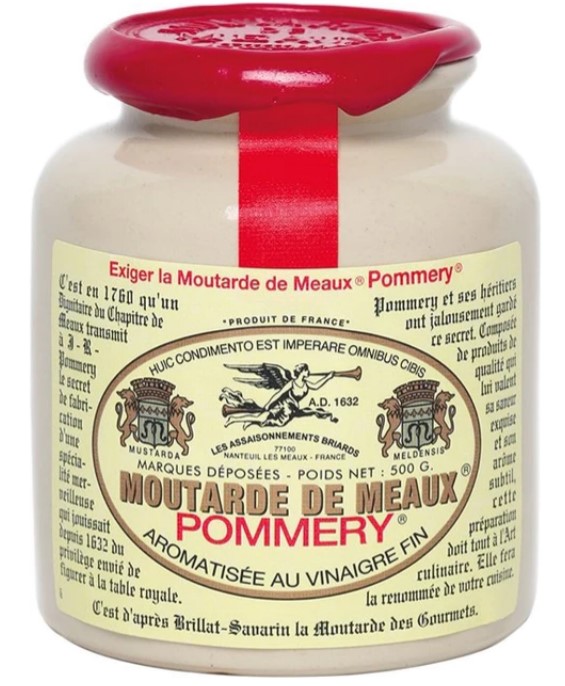 Exiger la Moutarde de Meaux® Pommery®
C'est en 1760 qu'un
Dignitaire du Chapitre de
Meaux transmit
à J - R -
Pommery
le secret
de fabri-
cation
d'une
spécia-
lité mer-
veilleuse
qui jouissait
depuis 1632 du
privilège envié de
figurer à la table royale.
"PRODUIT DE FRANCE"
HUIC CONDIMENTO EST IMPERARE OMNIBUS CIBIS
A.D. 1632
MUSTARDA
LES ASSAISONNEMENTS BRIARDS
77100
NANTEUIL LES MEAUX - FRANCE
MELDENSIS
MARQUES DÉPOSÉES - POIDS NET : 500 G.
MOUTARDE DE MEAUX®
POMMERY®
AROMATISÉE AU VINAIGRE FIN
Pommery et ses héritiers
ont jalousement gardé
ce secret. Composée
de produits de
qualité qui
lui valent
sa saveur
exquise
et son
arôme
subtil,
cette
préparation
doit tout à l'Art
culinaire. Elle fera
la renommée de votre cuisine.
C'est d'après Brillat-Savarin la Moutarde des Gourmets.